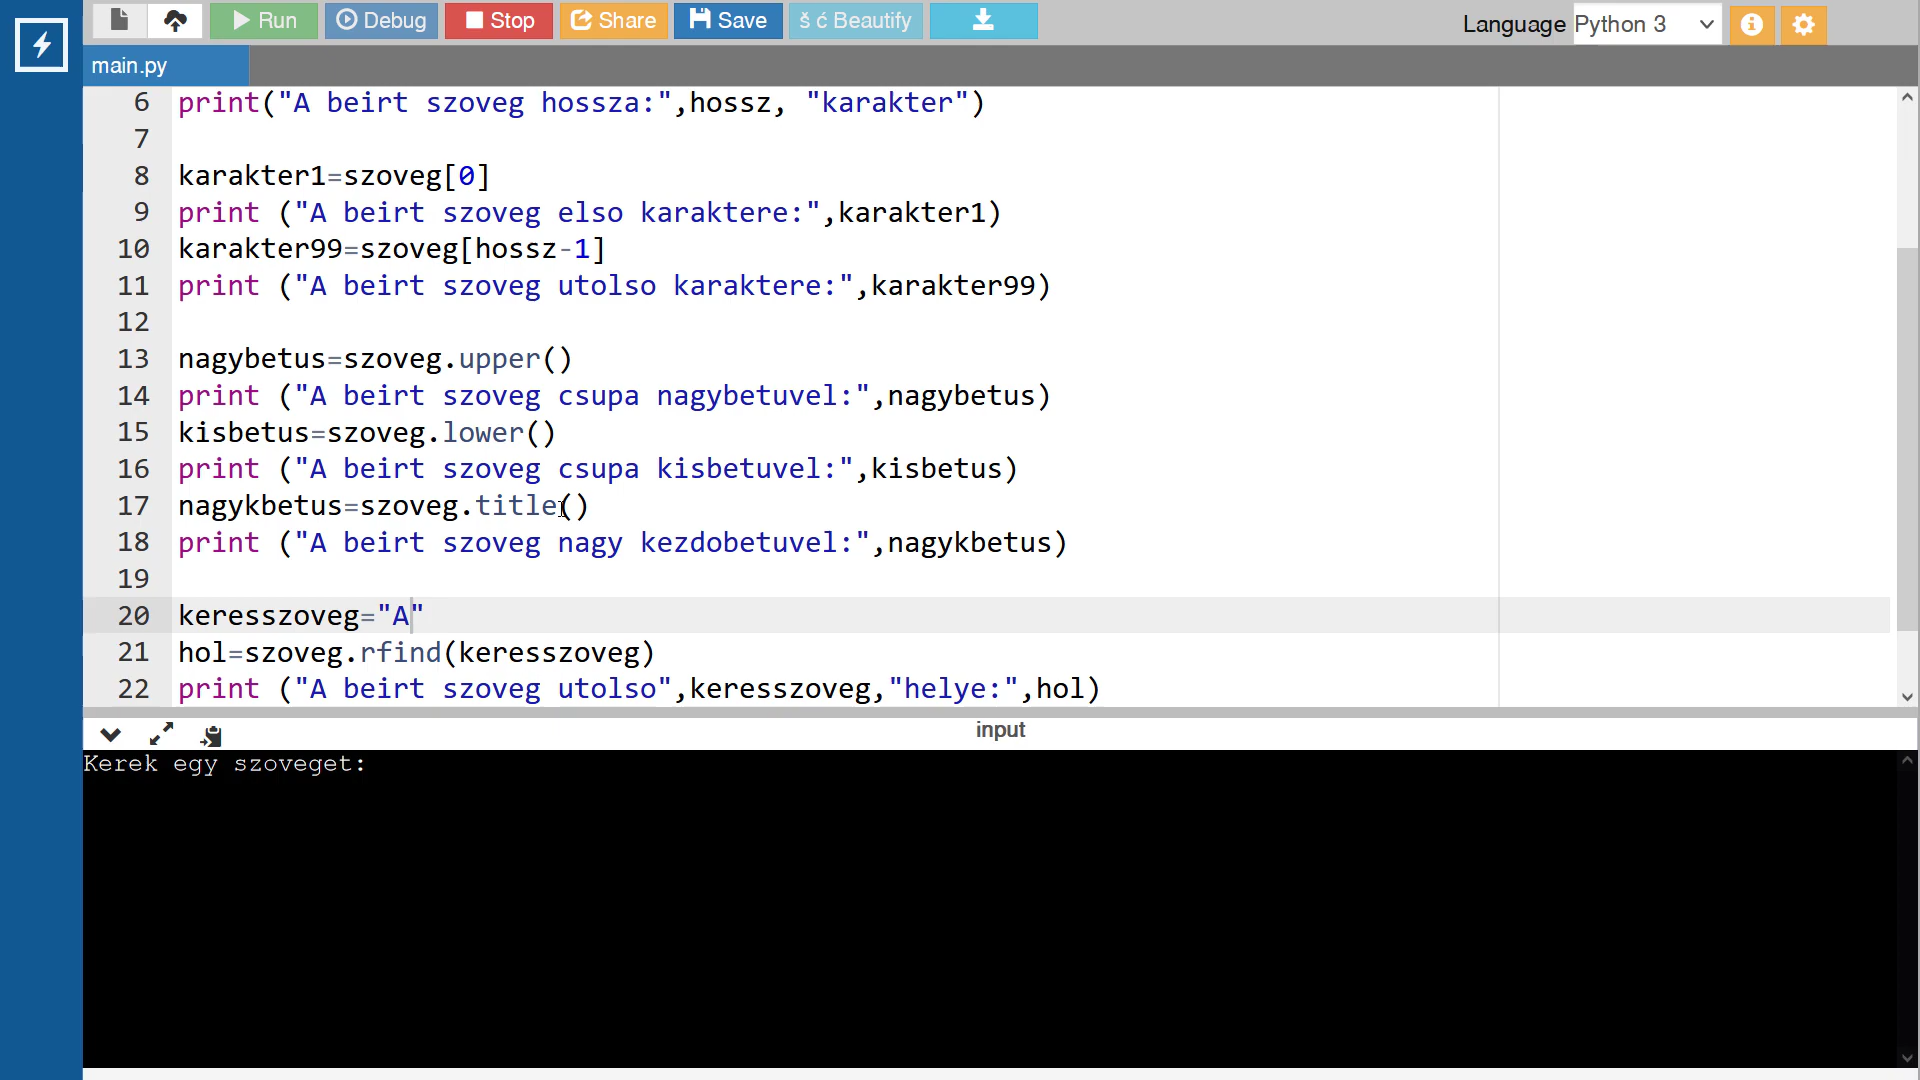 Run Debug Stop Share Save Beautify Language Python 3
main.py
6 print("A beirt szoveg hossza:",hossz, "karakter")
7
8 karakter1=szoveg[0]
9 print ("A beirt szoveg elso karaktere:",karakter1)
10 karakter99=szoveg[hossz-1]
11 print ("A beirt szoveg utolso karaktere:",karakter99)
12
13 nagybetus=szoveg.upper()
14 print ("A beirt szoveg csupa nagybetuvel:",nagybetus)
15 kisbetus=szoveg.lower()
16 print ("A beirt szoveg csupa kisbetuvel:",kisbetus)
17 nagykbetus=szoveg.title()
18 print ("A beirt szoveg nagy kezdobetuvel:",nagykbetus)
19
20 keresszoveg="A"
21 hol=szoveg.rfind(keresszoveg)
22 print ("A beirt szoveg utolso",keresszoveg,"helye:",hol)
input
Kerek egy szoveget: